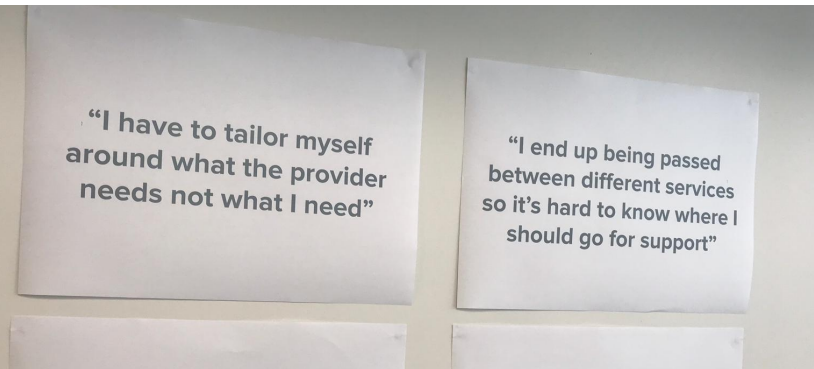 “I have to tailor myself
around what the provider
needs not what I need”
“I end up being passed
between different services
so it’s hard to know where I
should go for support”